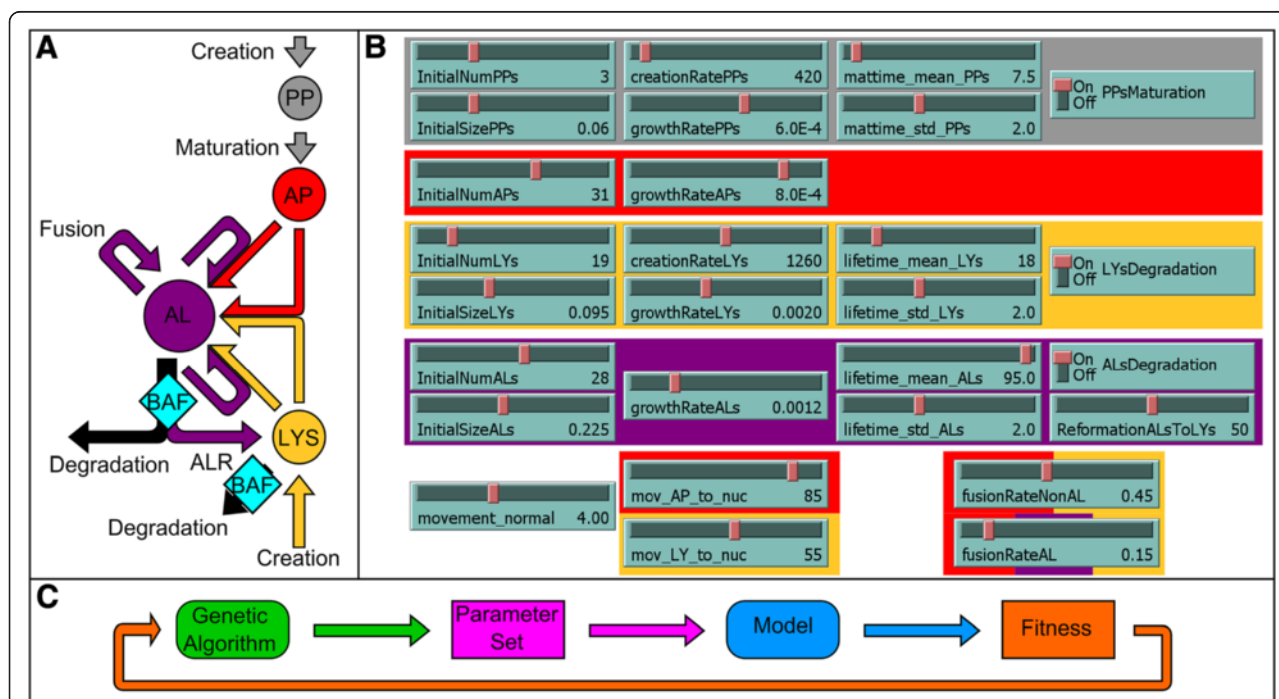 A
Creation
PP
Maturation
AP
Fusion
AL
BAF
LYS
Degradation
ALR
BAF
Degradation
Creation
B
InitialNumPPs 3
creationRatePPs 420
mattime_mean_PPs 7.5
On
Off
PPsMaturation
InitialSizePPs 0.06
growthRatePPs 6.0E-4
mattime_std_PPs 2.0
InitialNumAPs 31
growthRateAPs 8.0E-4
InitialNumLYs 19
creationRateLYs 1260
lifetime_mean_LYs 18
On
Off
LYsDegradation
InitialSizeLYs 0.095
growthRateLYs 0.0020
lifetime_std_LYs 2.0
InitialNumALs 28
growthRateALs 0.0012
lifetime_mean_ALs 95.0
On
Off
ALsDegradation
InitialSizeALs 0.225
lifetime_std_ALs 2.0
ReformationALsToLYs 50
movement_normal 4.00
mov_AP_to_nuc 85
fusionRateNonAL 0.45
mov_LY_to_nuc 55
fusionRateAL 0.15
C
Genetic
Algorithm
Parameter
Set
Model
Fitness